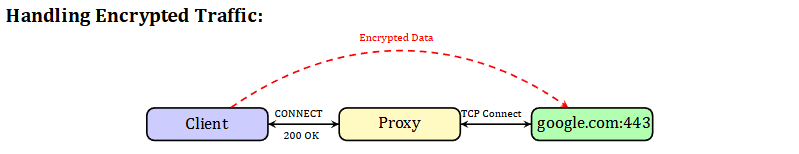 Handling Encrypted Traffic:
Encrypted Data
Client
CONNECT
200 OK
Proxy
TCP Connect
google.com:443